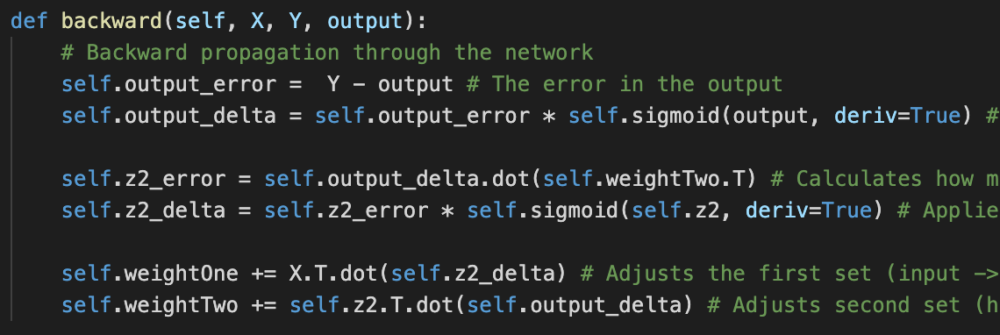 def backward(self, X, Y, output):
    # Backward propagation through the network
    self.output_error =  Y - output # The error in the output
    self.output_delta = self.output_error * self.sigmoid(output, deriv=True) #
    self.z2_error = self.output_delta.dot(self.weightTwo.T) # Calculates how
    self.z2_delta = self.z2_error * self.sigmoid(self.z2, deriv=True) #
    self.weightOne += X.T.dot(self.z2_delta) # Adjusts the first set (input ->
    self.weightTwo += self.z2.T.dot(self.output_delta) # Adjusts second set